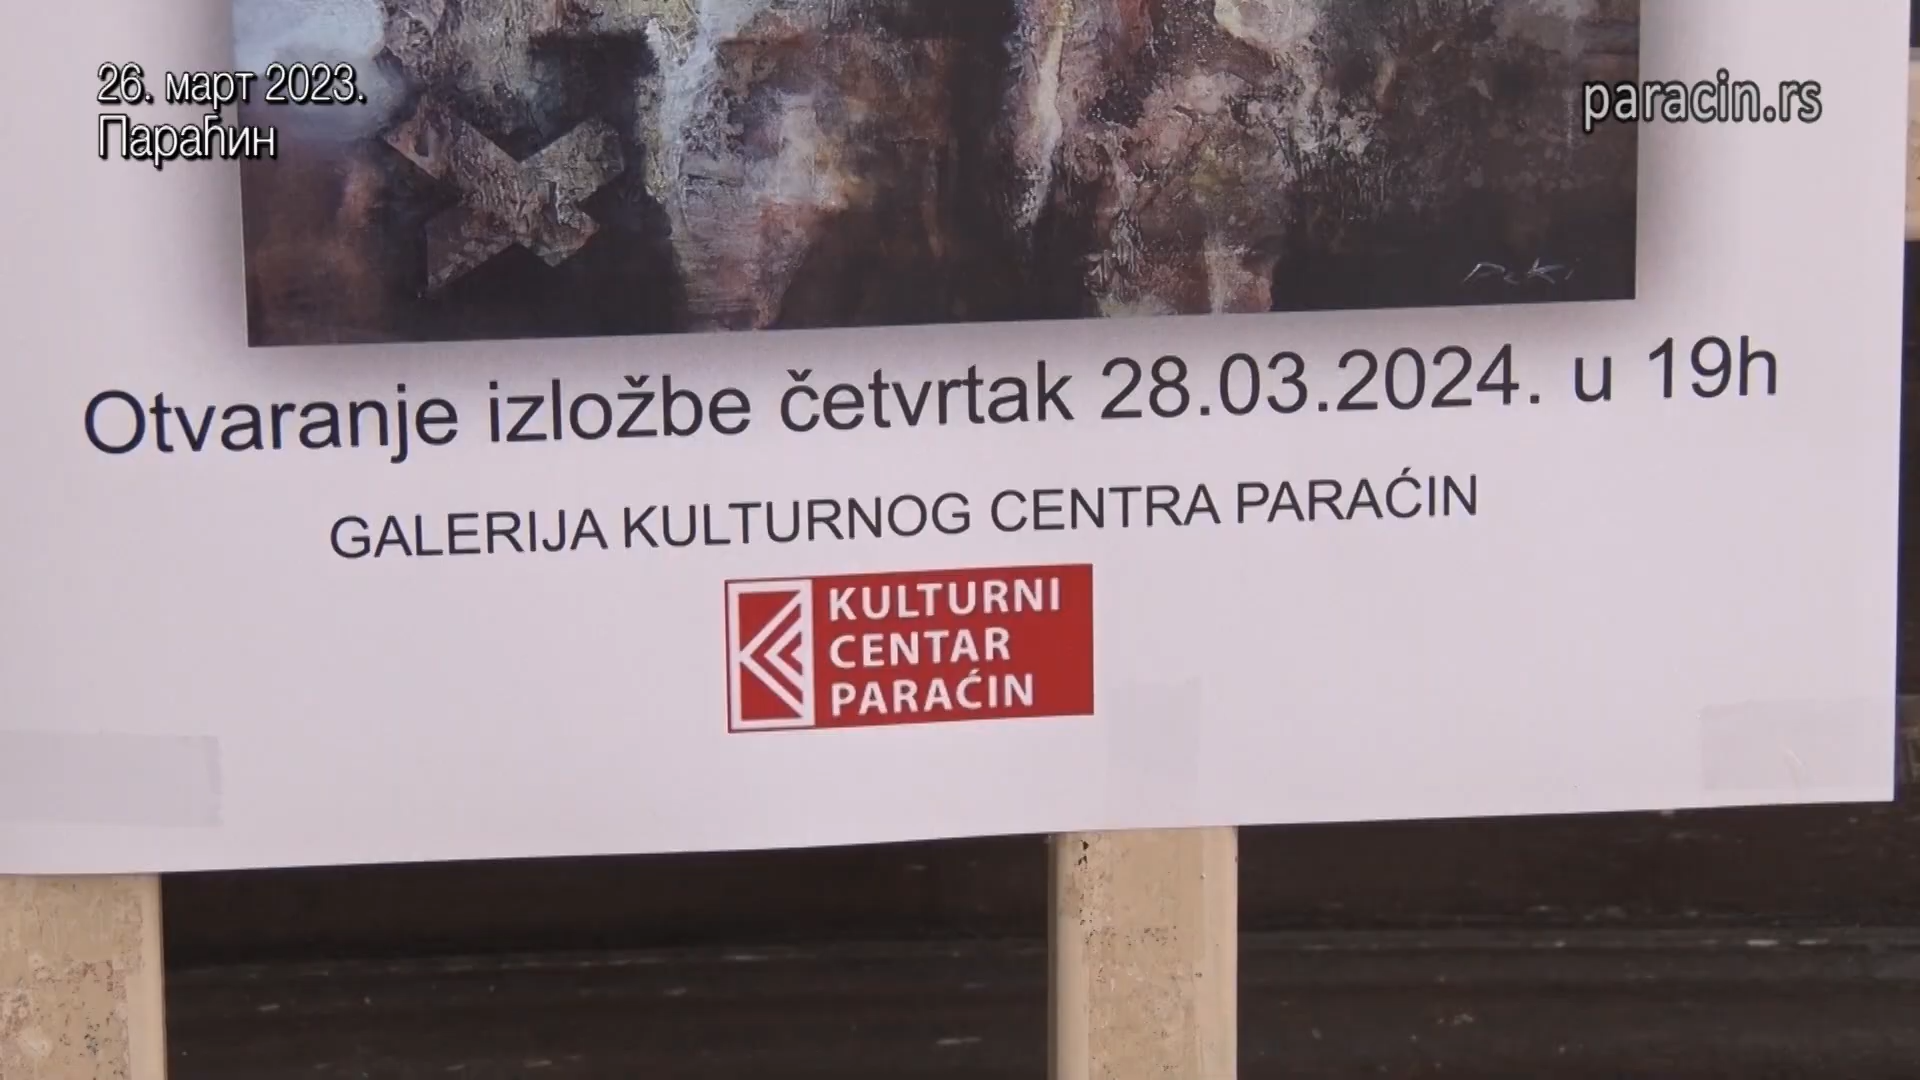 26. март 2023.
Параћин
paracin.rs
Otvaranje izložbe četvrtak 28.03.2024. u 19h
GALERIJA KULTURNOG CENTRA PARAĆIN
KULTURNI
CENTAR
PARAĆIN